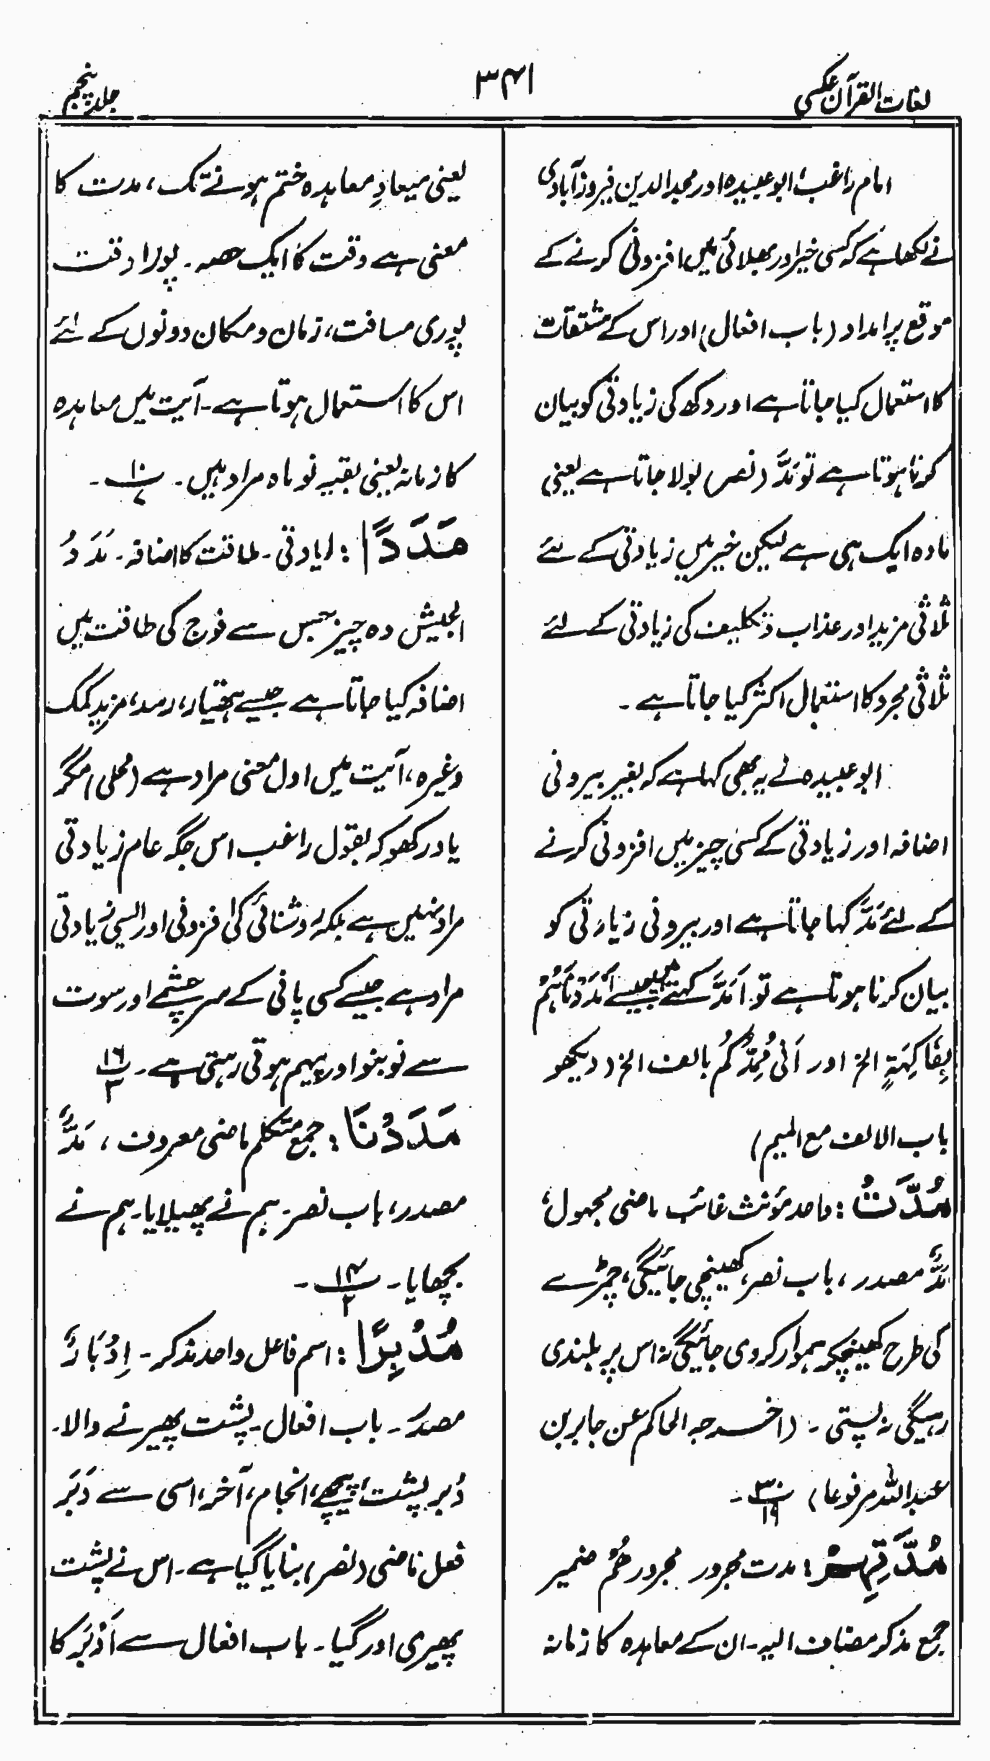 لغات القرآن عکسی
۳۴۱
جلد پنجم
امام راغب، ابو عبیدہ اور مجدالدین فیروزآبادی
نے لکھا ہے کہ کسی خیر اور بھلائی میں افزونی کرنے کے
موقع پر امداد (باب افعال) اور اس کے مشتقات
کا استعمال کیا جاتا ہے اور دکھ کی زیادتی کو بیان
کرنا ہوتا ہے تو مَدَّ (نصر) بولا جاتا ہے یعنی
مادہ ایک ہی ہے لیکن خیر میں زیادتی کے لئے
ثلاثی مزید اور عذاب و تکلیف کی زیادتی کے لئے
ثلاثی مجرد کا استعمال اکثر کیا جاتا ہے ۔
ابو عبیدہ نے یہ بھی کہا ہے کہ بغیر بیرونی
اضافہ اور زیادتی کے کسی چیز میں افزونی کرنے
کے لئے مَدَّ کہا جاتا ہے اور بیرونی زیادتی کو
بیان کرنا ہوتا ہے تو اَمَدَّ کہتے ہیں جیسے اَمْدَدْنَاهُمْ
بِفَاكِهَةٍ الخ اور اَنِّی مُمِدُّكُمْ بالف الخ (دیکھو
باب الالف مع المیم)
مُدَّتْ: واحد مؤنث غائب ماضی مجہول،
مَدٌّ مصدر، باب نصر، کھینچی جائیگی، چمڑے
کی طرح کھینچکر ہموار کردی جائیگی نہ اس پر بلندی
رہیگی نہ پستی ۔ (اخرجہ الحاکم عن جابر بن
عبداللہ مرفوعا) ۳۰/۱۹ ۔
مُدَّتِهِمْ: مدت مجرور مجرور هُمْ ضمیر
جمع مذکر مضاف الیہ ۔ ان کے معاہدہ کا زمانہ
یعنی میعادِ معاہدہ ختم ہونے تک، مدت کا
معنی ہے وقت کا ایک حصہ ۔ پورا وقت
پوری مسافت، زمان و مکان دونوں کے لئے
اس کا استعمال ہوتا ہے ۔ آیت میں معاہدہ
کا زمانہ یعنی بقیہ نو ماہ مراد ہیں ۔ ۱۰/۷ ۔
مَدَدًا: زیادتی ۔ طاقت کا اضافہ ۔ مَدَدُ
الجیش وہ چیز جس سے فوج کی طاقت میں
اضافہ کیا جاتا ہے جیسے ہتھیار، رسد، مزید کمک
وغیرہ، آیت میں اول معنی مراد ہے (محلی) مگر
یاد رکھو کہ بقول راغب اس جگہ عام زیادتی
مراد نہیں ہے بلکہ روشنائی کی افزونی اور ایسی زیادتی
مراد ہے جیسے کسی پانی کے سرچشمے اور سوت
سے نو بنو اور پیہم ہوتی رہتی ہے ۔ ۱۶/۳
مَدَدْنَا: جمع متکلم ماضی معروف، مَدٌّ
مصدر، باب نصر ۔ ہم نے پھیلایا ۔ ہم نے
بچھایا ۔ ۱۴/۲ ۔
مُدْبِرًا: اسم فاعل واحد مذکر ۔ اِدْبَارٌ
مصدر ۔ باب افعال ۔ پشت پھیرنے والا ۔
دُبر پشت، پیچھے، انجام، آخر، اسی سے دَبَرَ
فعل ماضی (نصر) بنایا گیا ہے ۔ اس نے پشت
پھیری اور گیا ۔ باب افعال سے اَدْبَرَ کا